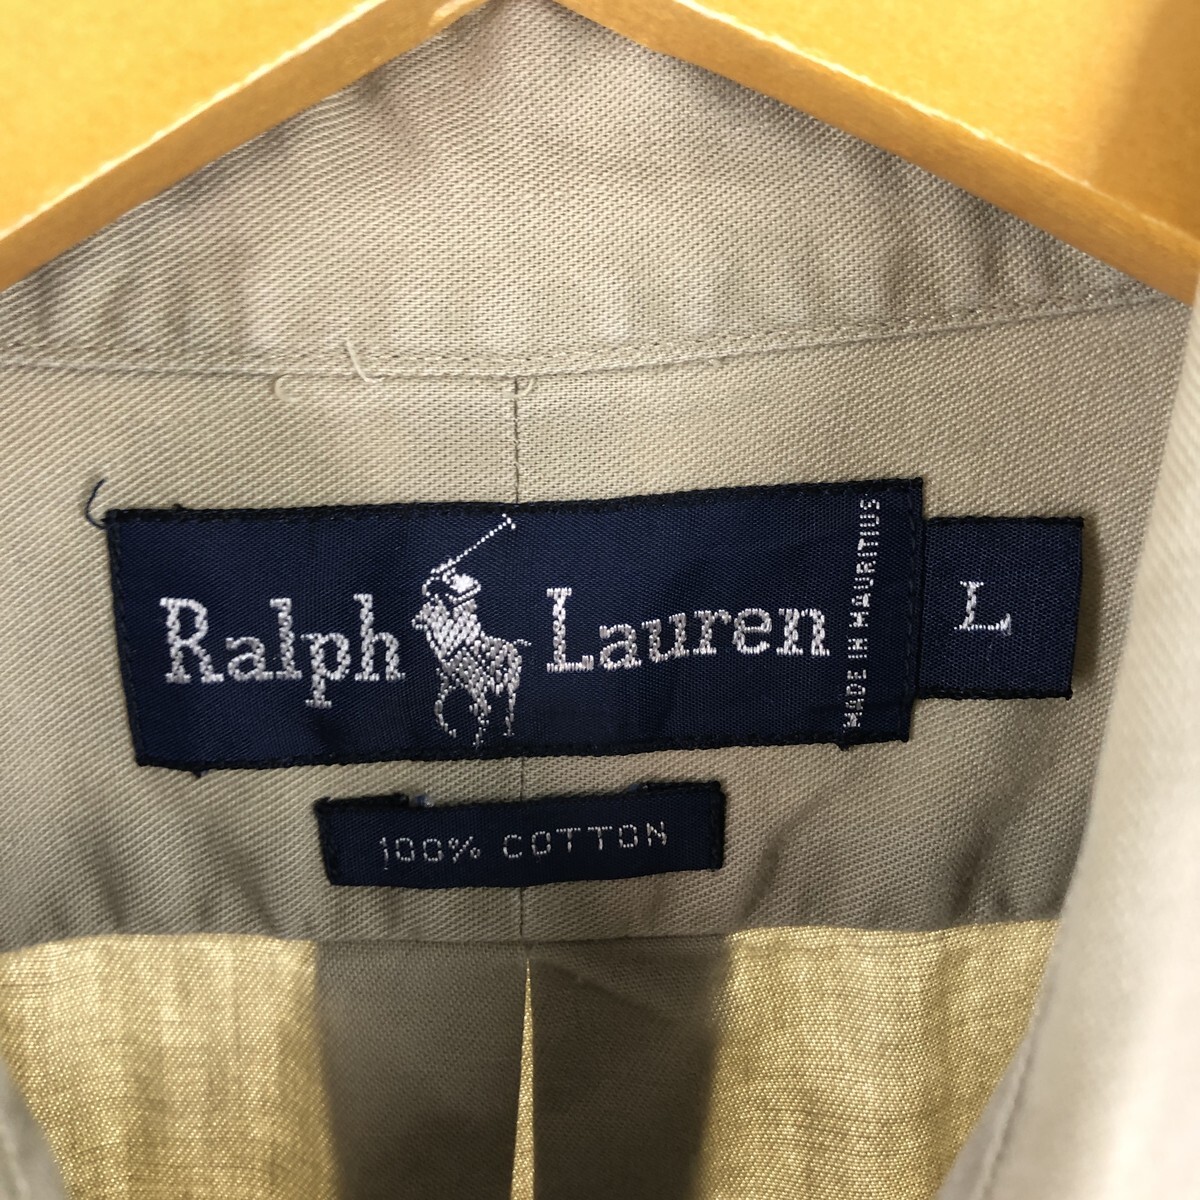 Ralph Lauren
MADE IN MAURITIUS
L
100% COTTON